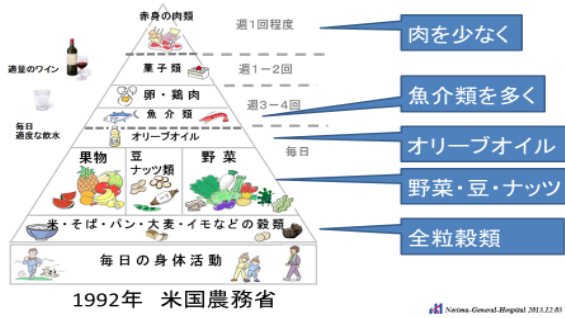 赤身の肉類
週1回程度
肉を少なく
適量のワイン
菓子類
週1－2回
卵・鶏肉
週3－4回
魚介類を多く
魚介類
毎日
適度な飲水
オリーブオイル
毎日
オリーブオイル
果物
豆
ナッツ類
野菜
野菜・豆・ナッツ
米・そば・パン・大麦・イモなどの穀類
全粒穀類
毎日の身体活動
1992年　米国農務省
Narima-General-Hospital 2013.12.05